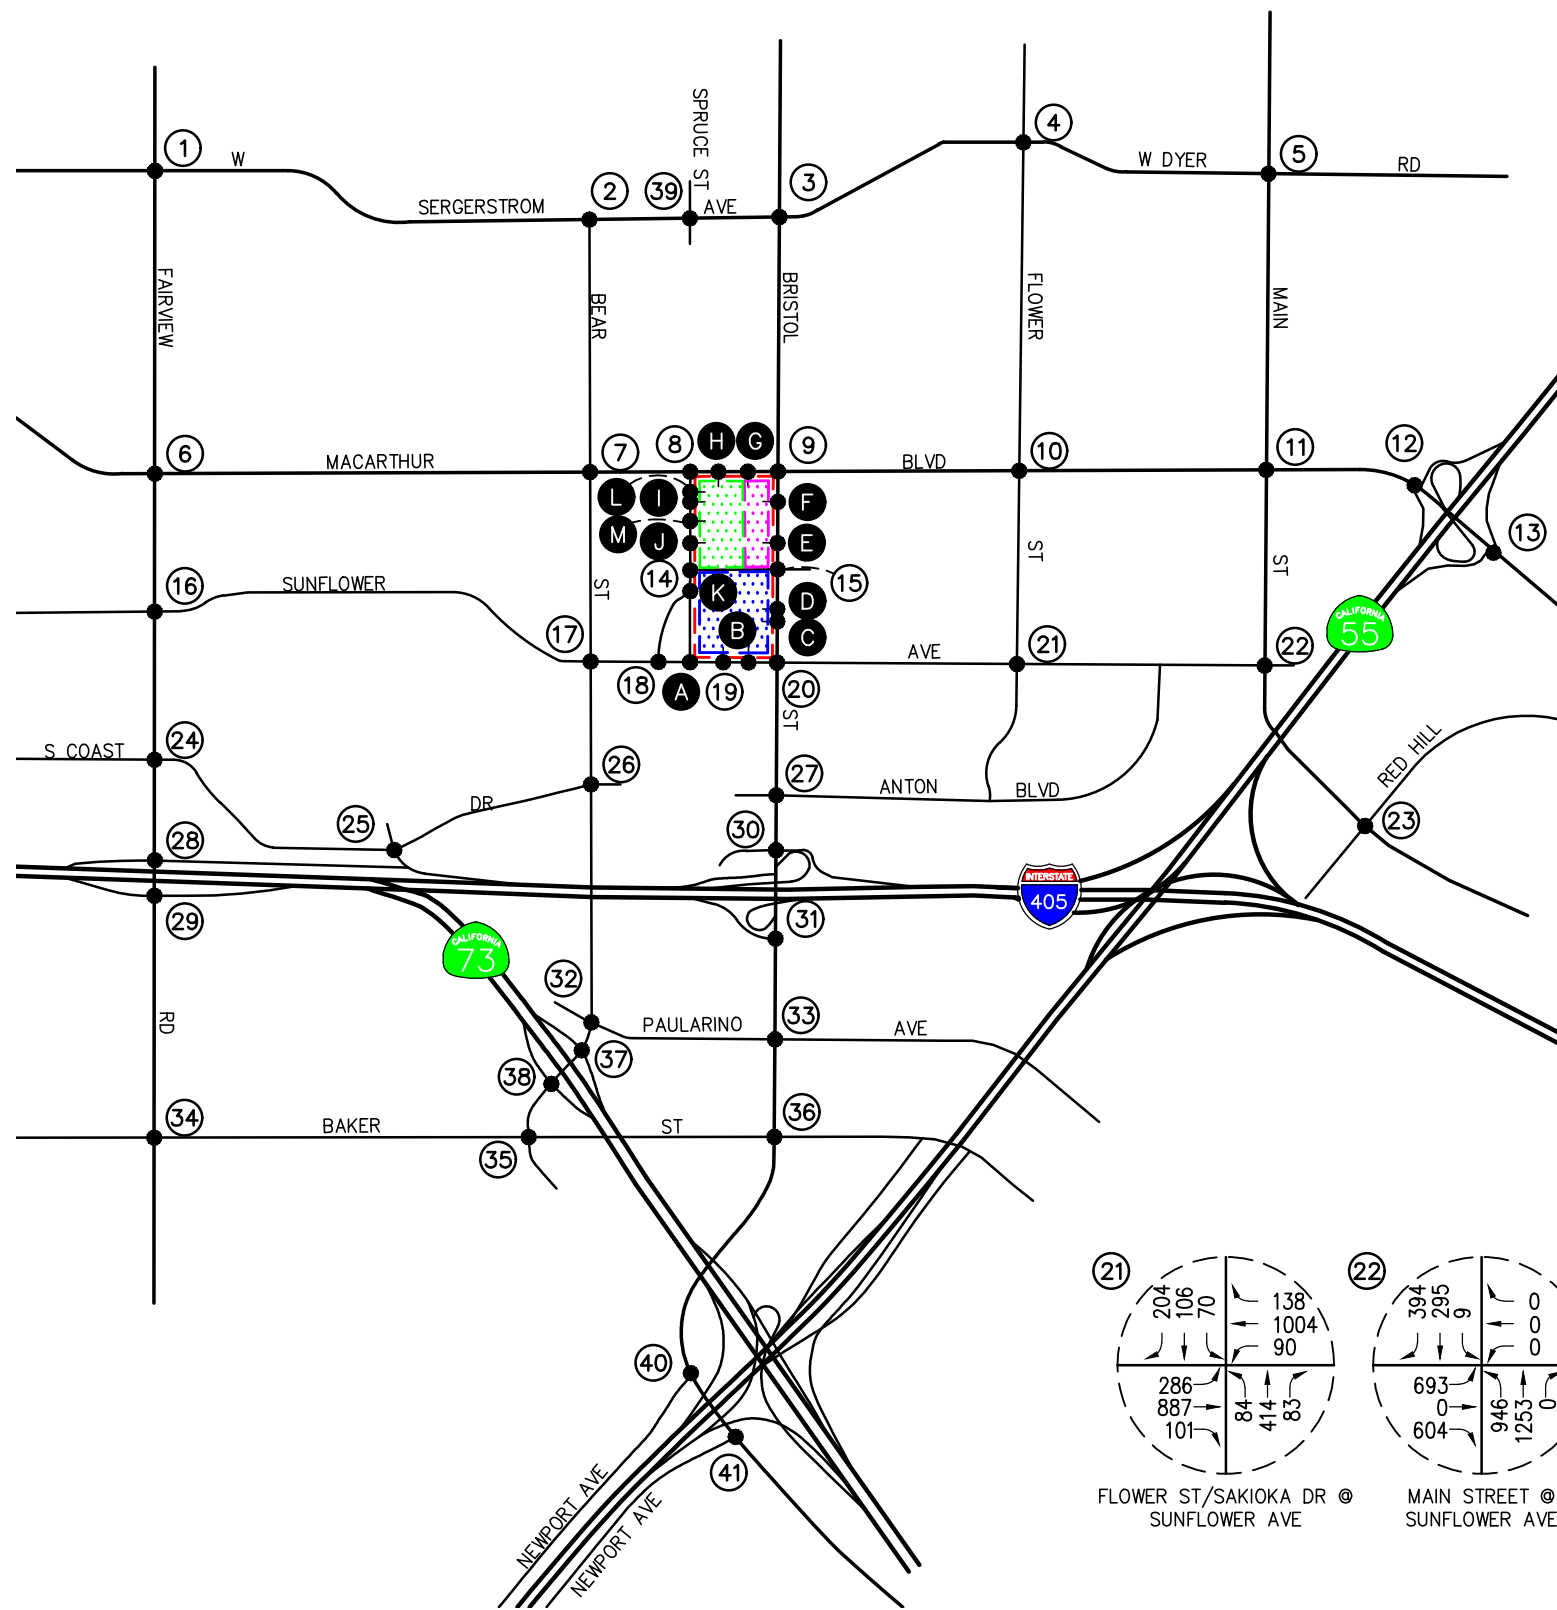 SPRUCE ST
1
W
2
39
AVE
3
4
W DYER
5
RD
SERGERSTROM
FAIRVIEW
BEAR
BRISTOL
FLOWER
MAIN
6
MACARTHUR
7
8
H
G
9
BLVD
10
11
12
L
I
F
M
J
E
13
ST
ST
14
K
15
16
SUNFLOWER
ST
D
CALIFORNIA
55
17
B
C
AVE
21
22
18
A
19
20
ST
S COAST
24
26
27
ANTON
BLVD
RED HILL
DR
25
30
23
28
INTERSTATE
405
29
31
CALIFORNIA
73
32
RD
PAULARINO
33
AVE
37
38
34
BAKER
ST
36
35
40
41
NEWPORT AVE
NEWPORT AVE
21
204
106
70
138
1004
90
286
887
101
84
414
83
FLOWER ST/SAKIOKA DR @
SUNFLOWER AVE
22
394
295
9
0
0
0
693
0
604
946
1253
0
MAIN STREET @
SUNFLOWER AVE